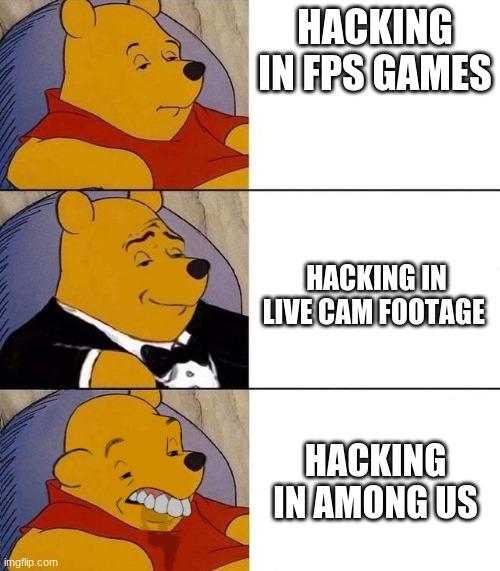 HACKING
IN FPS GAMES
HACKING IN
LIVE CAM FOOTAGE
HACKING
IN AMONG US
imgflip.com